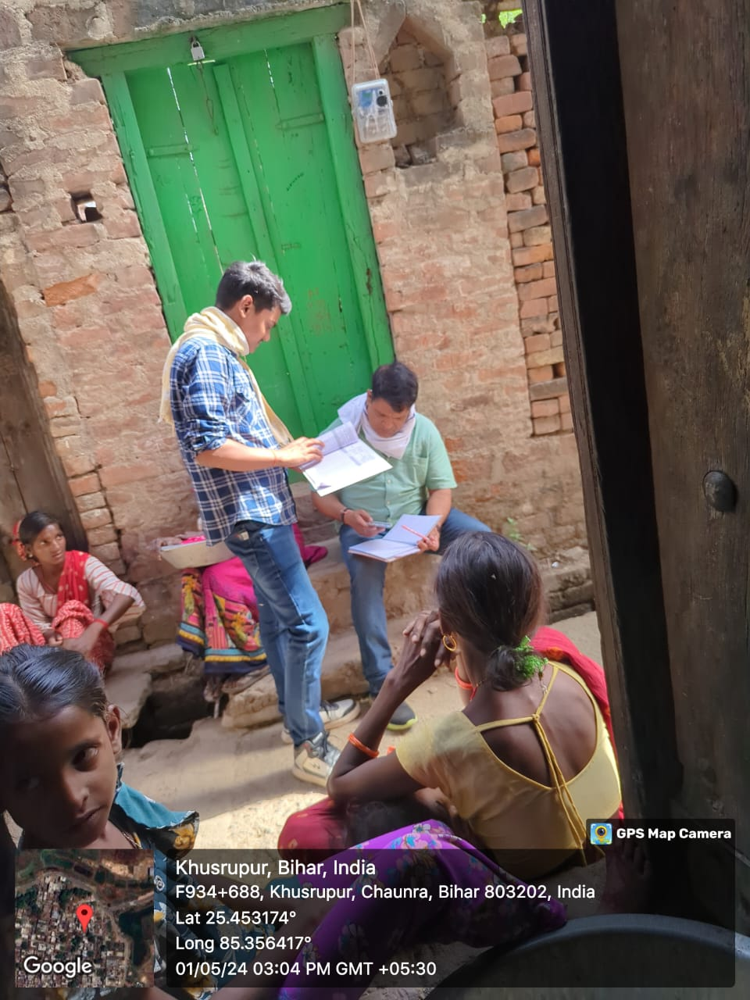 GPS Map Camera
Khusrupur, Bihar, India
F934+688, Khusrupur, Chaunra, Bihar 803202, India
Lat 25.453174°
Long 85.356417°
01/05/24 03:04 PM GMT +05:30
Google